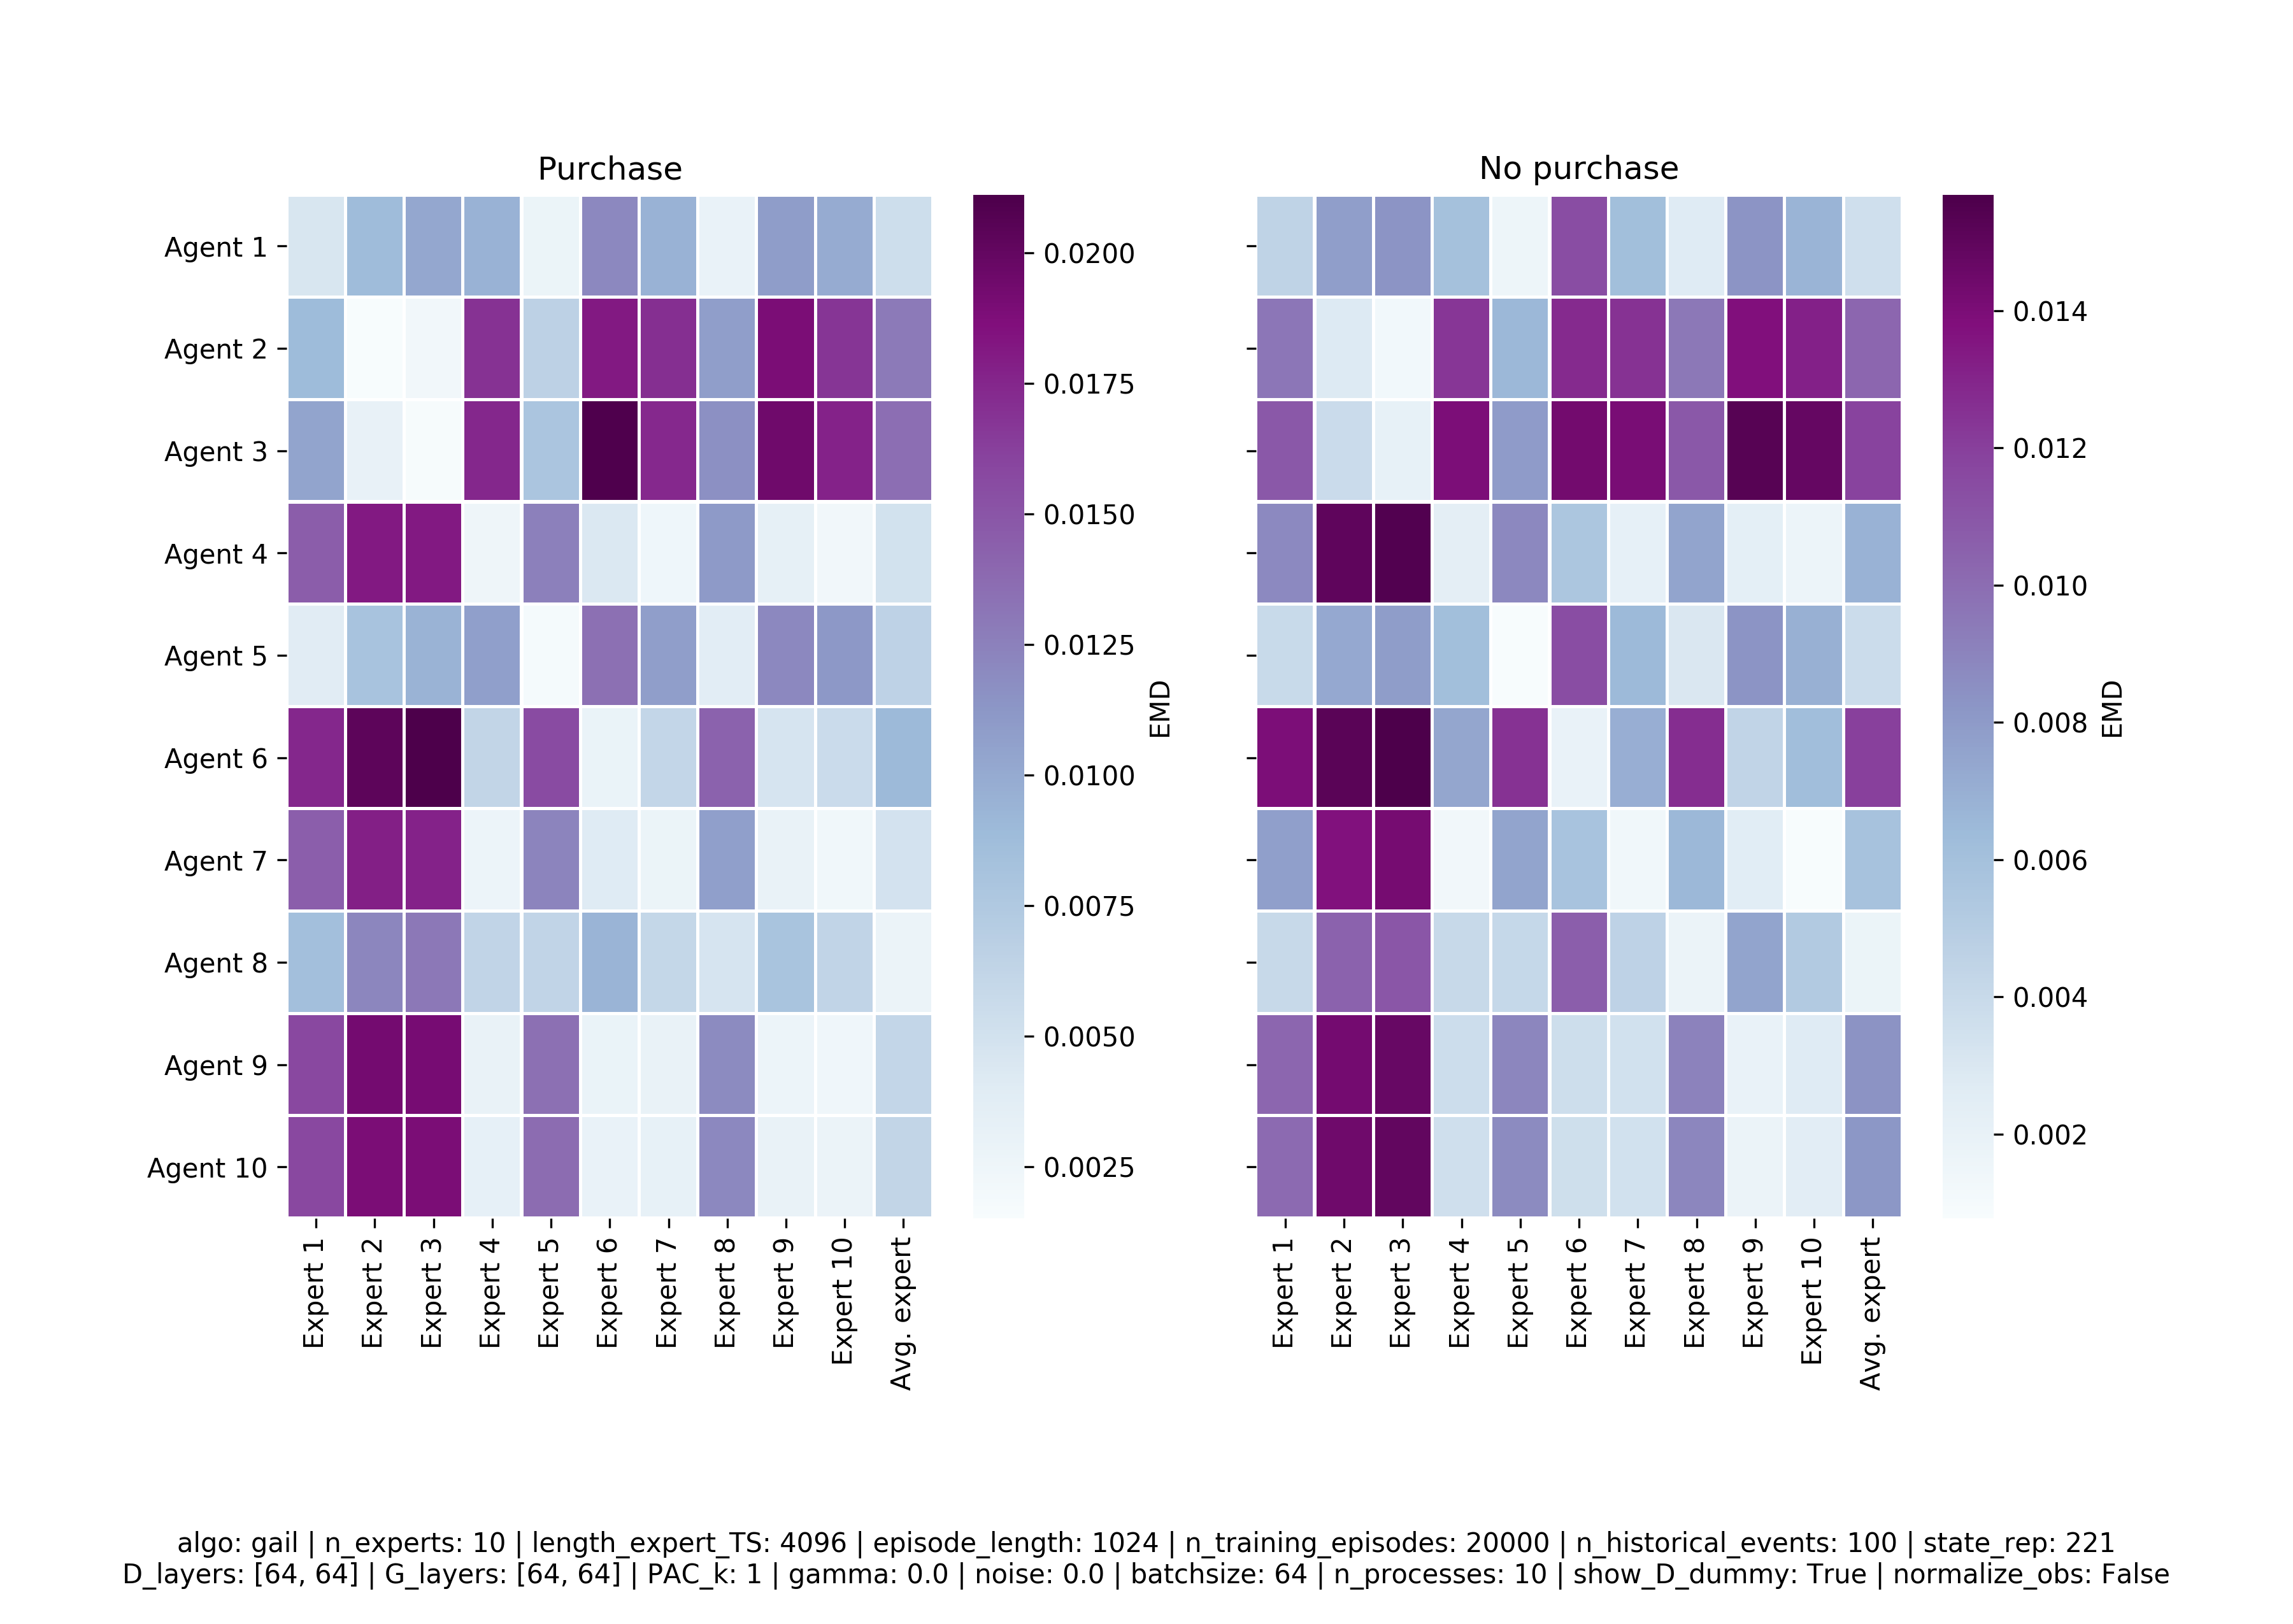 Purchase
Agent 1
Agent 2
Agent 3
Agent 4
Agent 5
Agent 6
Agent 7
Agent 8
Agent 9
Agent 10
Expert 1
Expert 2
Expert 3
Expert 4
Expert 5
Expert 6
Expert 7
Expert 8
Expert 9
Expert 10
Avg. expert
0.0200
0.0175
0.0150
0.0125
0.0100
0.0075
0.0050
0.0025
EMD
No purchase
Expert 1
Expert 2
Expert 3
Expert 4
Expert 5
Expert 6
Expert 7
Expert 8
Expert 9
Expert 10
Avg. expert
0.014
0.012
0.010
0.008
0.006
0.004
0.002
EMD
algo: gail | n_experts: 10 | length_expert_TS: 4096 | episode_length: 1024 | n_training_episodes: 20000 | n_historical_events: 100 | state_rep: 221
D_layers: [64, 64] | G_layers: [64, 64] | PAC_k: 1 | gamma: 0.0 | noise: 0.0 | batchsize: 64 | n_processes: 10 | show_D_dummy: True | normalize_obs: False